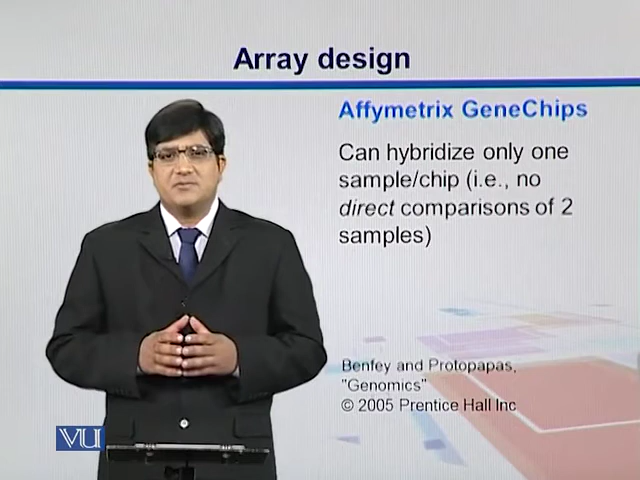 Array design
Affymetrix GeneChips
Can hybridize only one
sample/chip (i.e., no
direct comparisons of 2
samples)
Benfey and Protopapas,
"Genomics"
© 2005 Prentice Hall Inc
VU